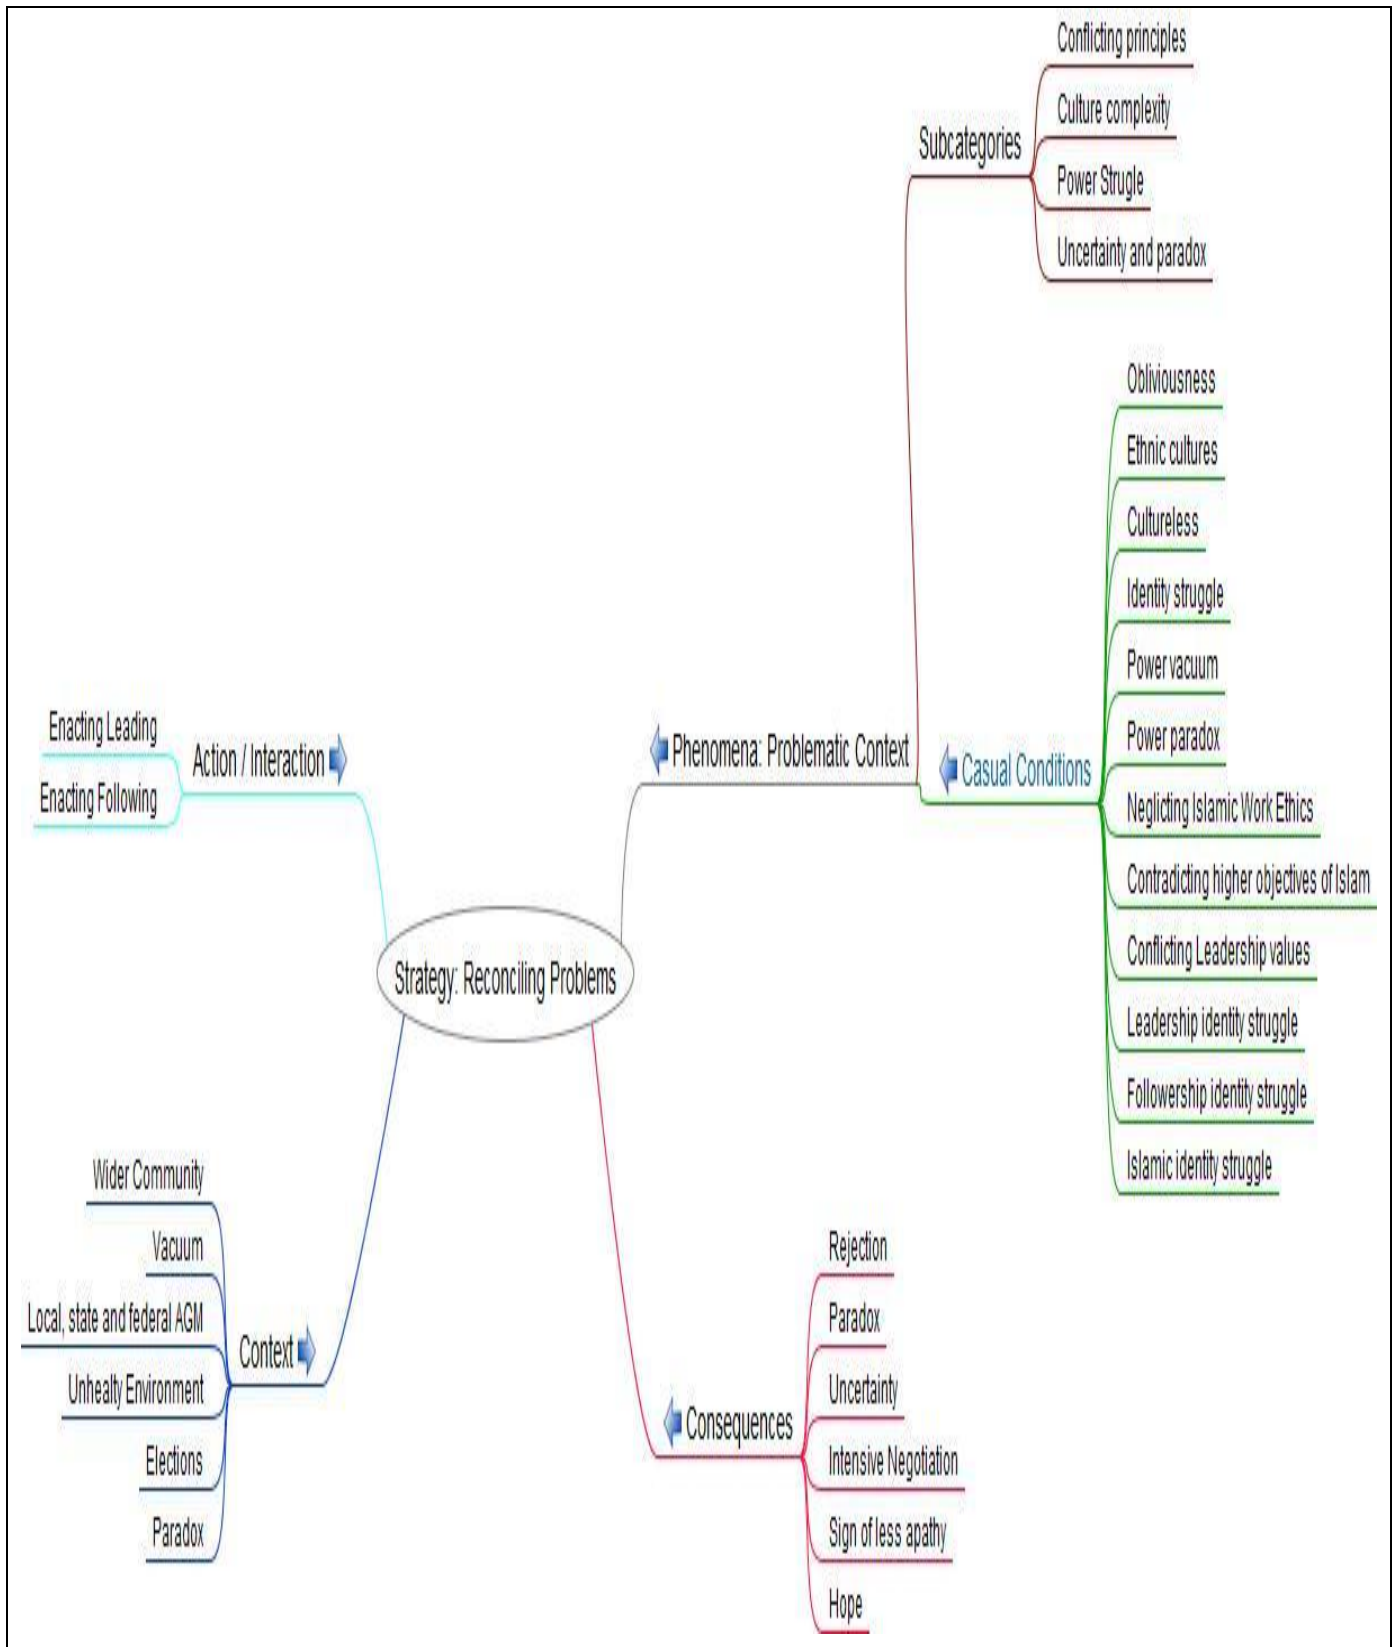 Conflicting principles
Culture complexity
Subcategories
Power Strugle
Uncertainty and paradox
Obliviousness
Ethnic cultures
Cultureless
Identity struggle
Power vacuum
Power paradox
Neglicting Islamic Work Ethics
Contradicting higher objectives of Islam
Conflicting Leadership values
Leadership identity struggle
Followership identity struggle
Islamic identity struggle
Casual Conditions
Phenomena: Problematic Context
Enacting Leading
Action / Interaction
Enacting Following
Strategy: Reconciling Problems
Wider Community
Vacuum
Local, state and federal AGM
Context
Unhealty Environment
Elections
Paradox
Rejection
Paradox
Uncertainty
Consequences
Intensive Negotiation
Sign of less apathy
Hope